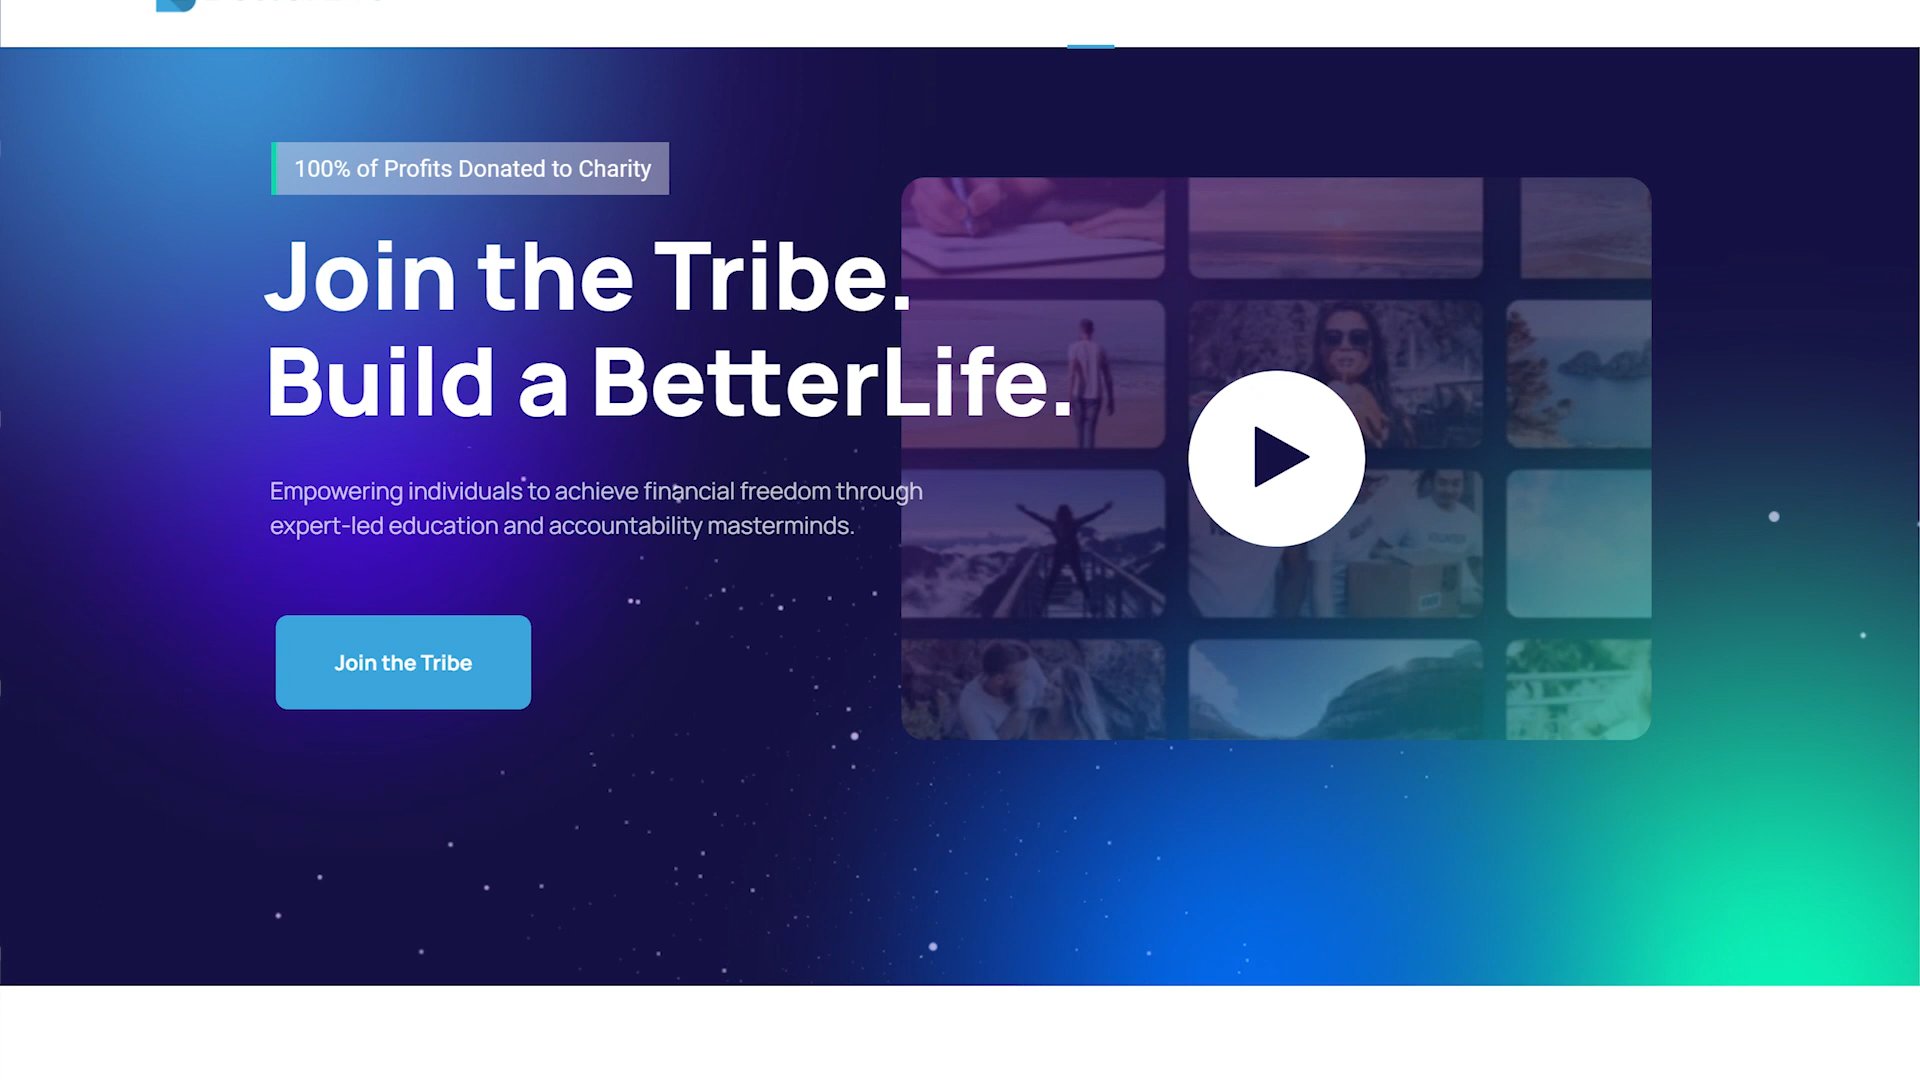 100% of Profits Donated to Charity
Join the Tribe.
Build a BetterLife.
Empowering individuals to achieve financial freedom through
expert-led education and accountability masterminds.
Join the Tribe